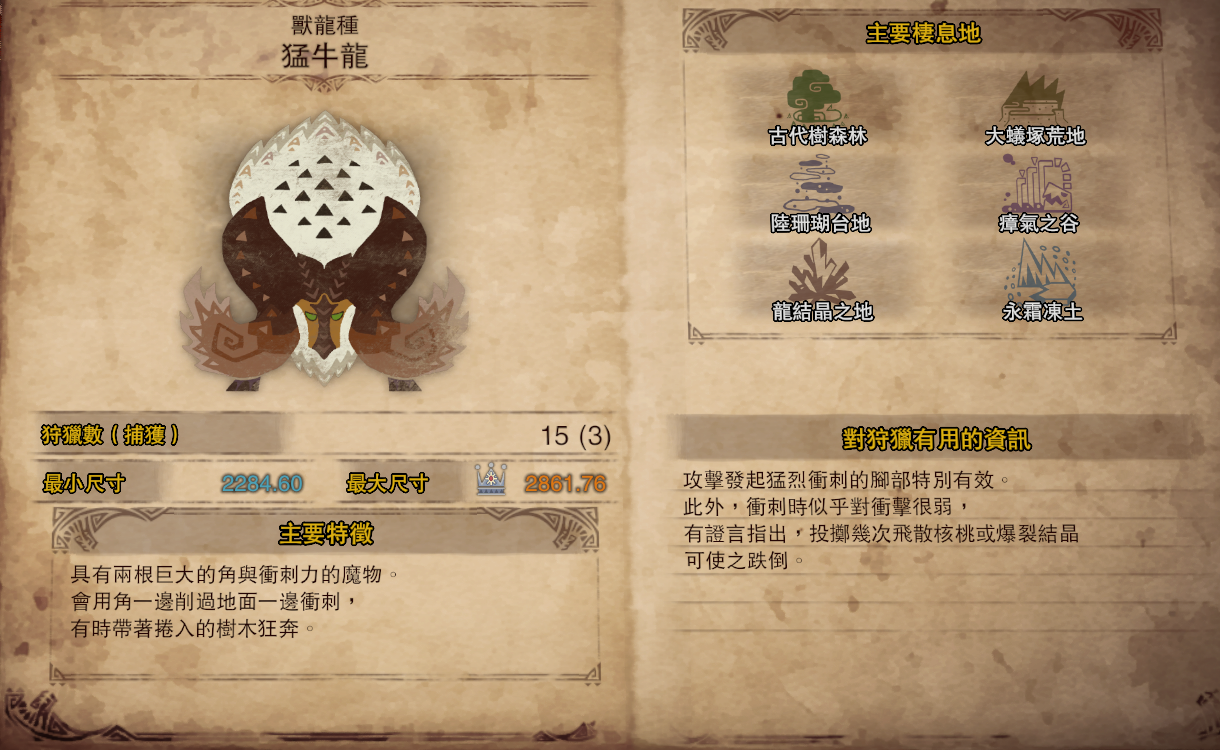 獸龍種
猛牛龍
狩獵數（捕獲） 15 (3)
最小尺寸 2284.60 最大尺寸 2861.76
主要特徵
具有兩根巨大的角與衝刺力的魔物。
會用角一邊削過地面一邊衝刺，
有時帶著捲入的樹木狂奔。
主要棲息地
古代樹森林 大蟻塚荒地
陸珊瑚台地 瘴氣之谷
龍結晶之地 永霜凍土
對狩獵有用的資訊
攻擊發起猛烈衝刺的腳部特別有效。
此外，衝刺時似乎對衝擊很弱，
有證言指出，投擲幾次飛散核桃或爆裂結晶
可使之跌倒。